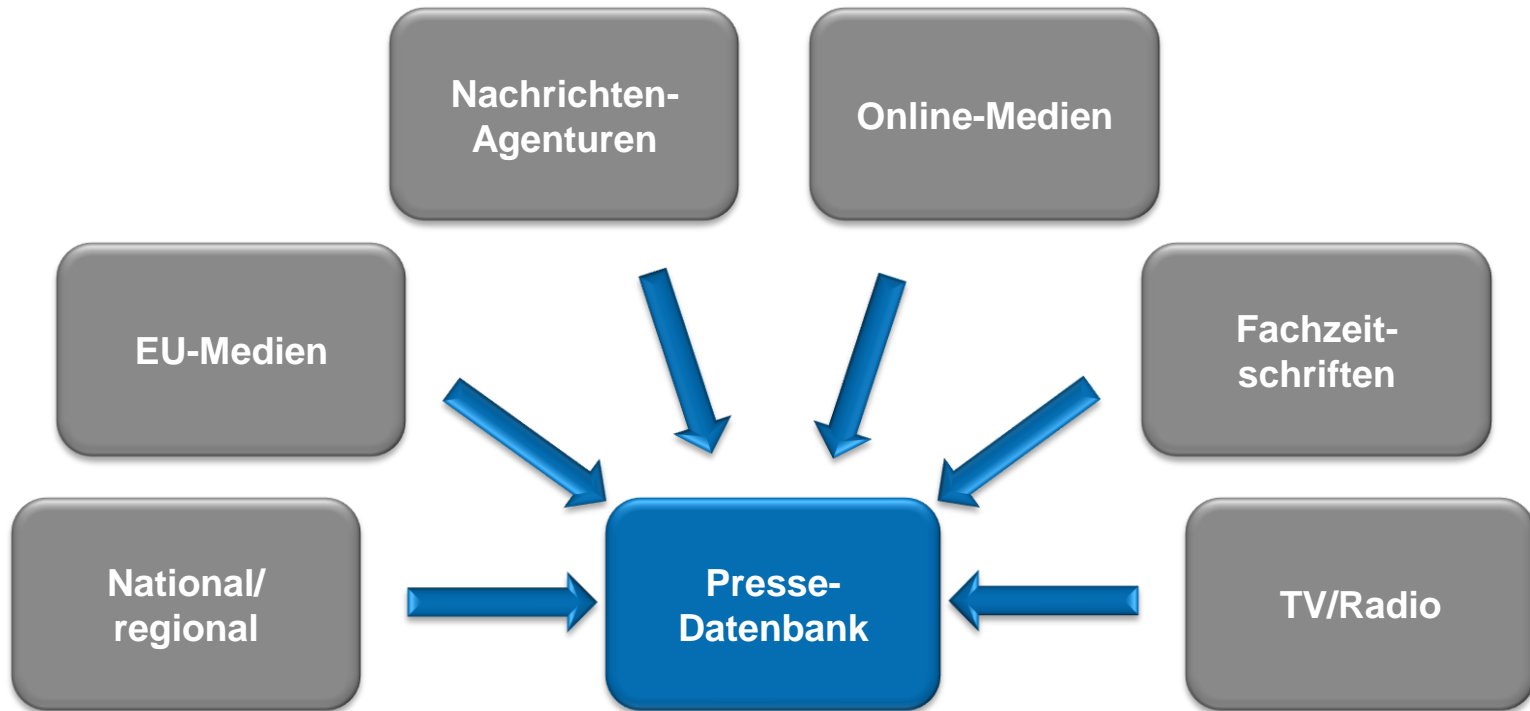 Nachrichten-
Agenturen
Online-Medien
EU-Medien
Fachzeit-
schriften
National/
regional
Presse-
Datenbank
TV/Radio